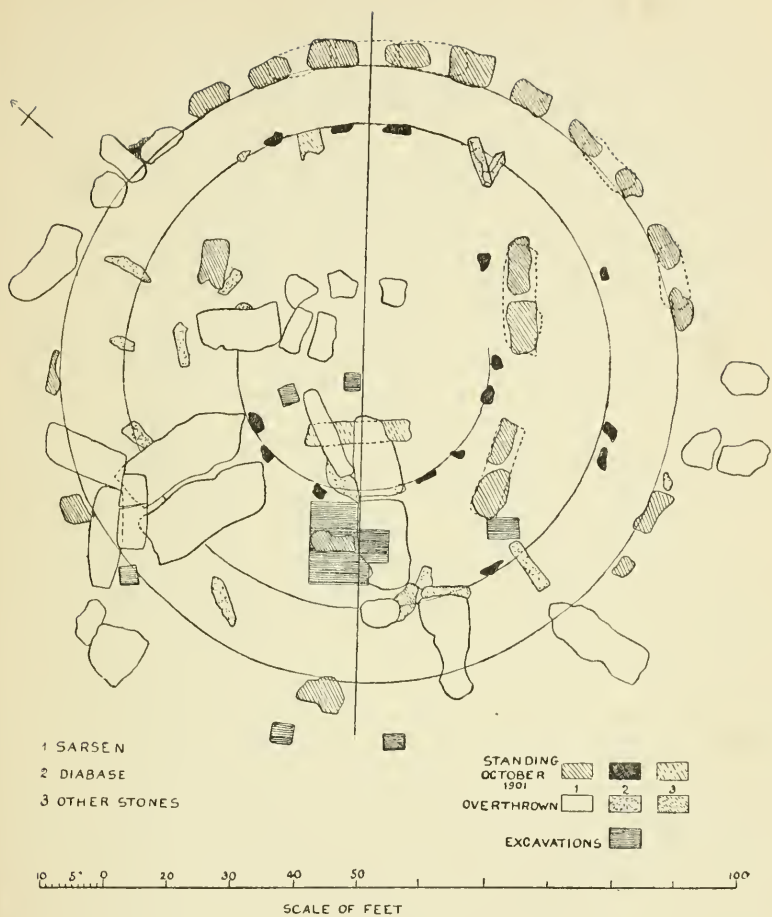 1 SARSEN
2 DIABASE
3 OTHER STONES
STANDING
OCTOBER
1901
1 2 3
OVERTHROWN
EXCAVATIONS
10 5 0 10 20 30 40 50 100
SCALE OF FEET